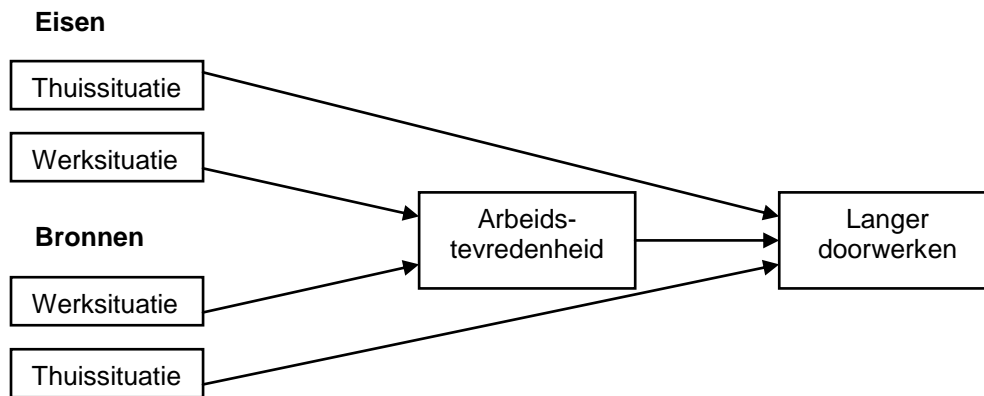 Eisen
Thuissituatie
Werksituatie
Arbeids-
tevredenheid
Langer
doorwerken
Bronnen
Werksituatie
Thuissituatie